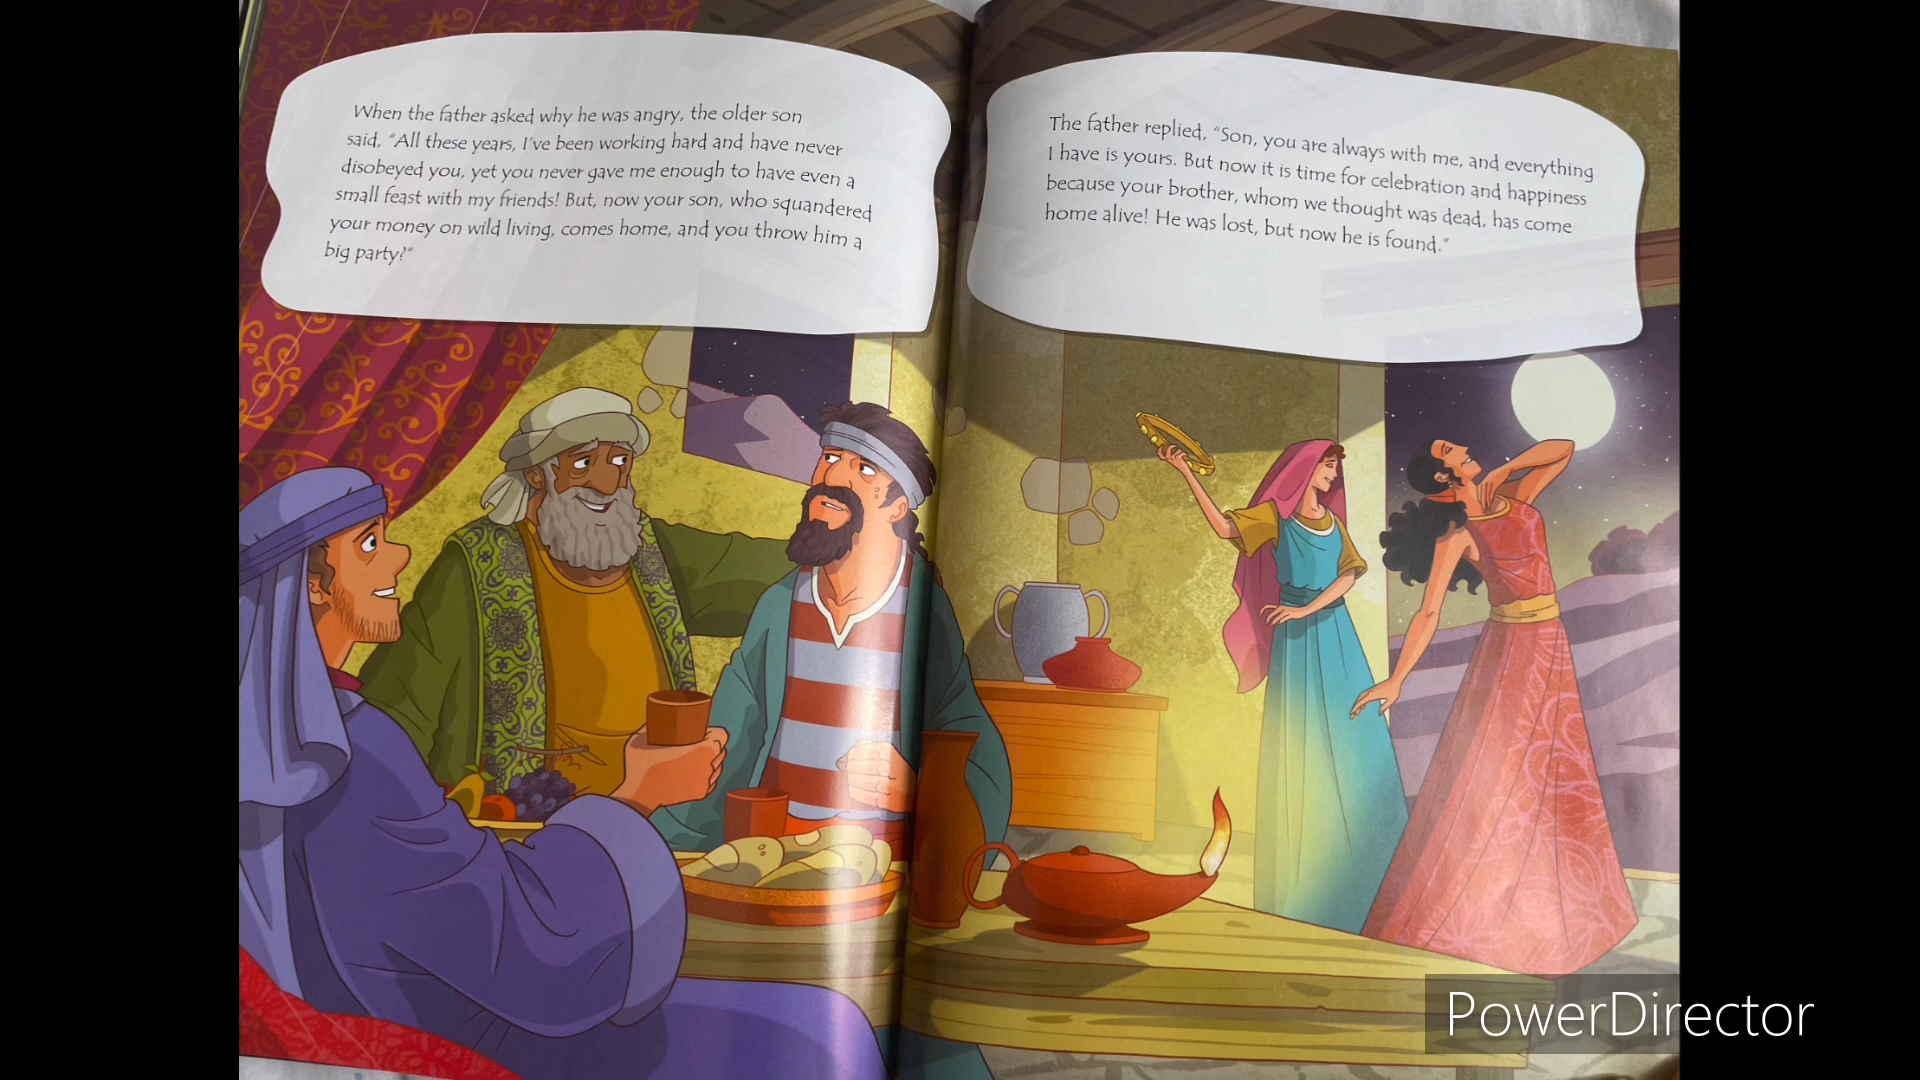 When the father asked why he was angry, the older son
said, "All these years, I've been working hard and have never
disobeyed you, yet you never gave me enough to have even a
small feast with my friends! But, now your son, who squandered
your money on wild living, comes home, and you throw him a
big party?"
The father replied, "Son, you are always with me, and everything
I have is yours. But now it is time for celebration and happiness
because your brother, whom we thought was dead, has come
home alive! He was lost, but now he is found."
PowerDirector